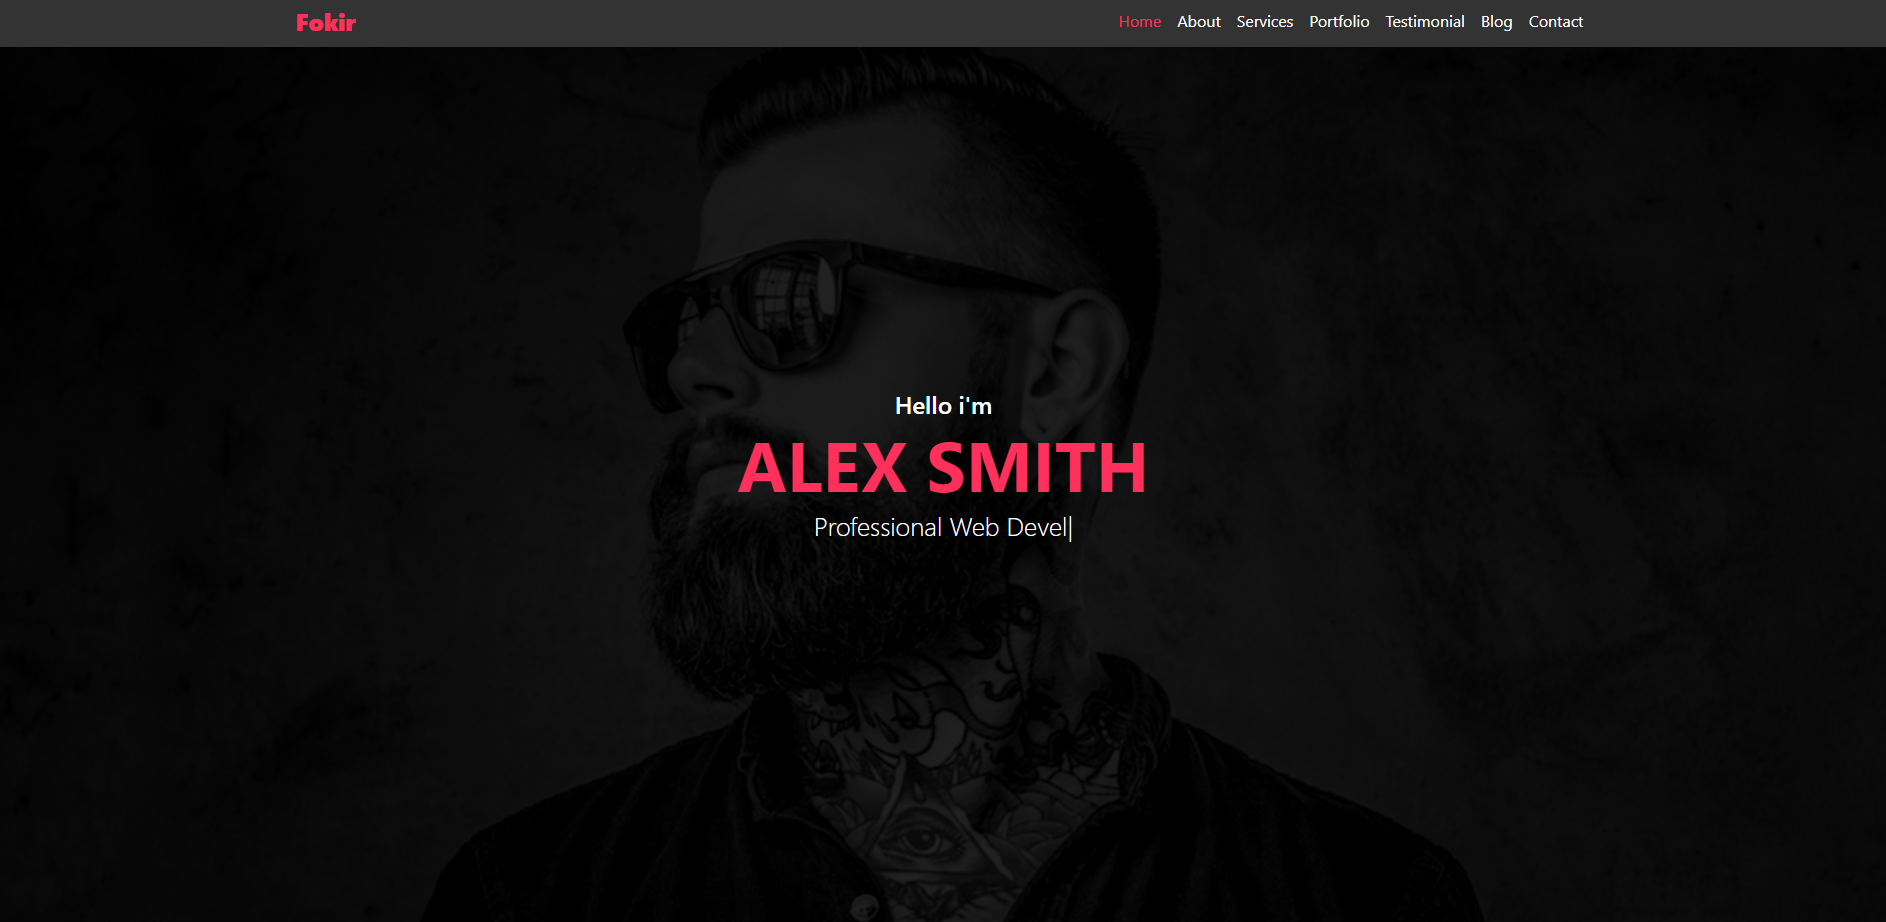 Fokir
Home About Services Portfolio Testimonial Blog Contact
Hello i'm
ALEX SMITH
Professional Web Devel|